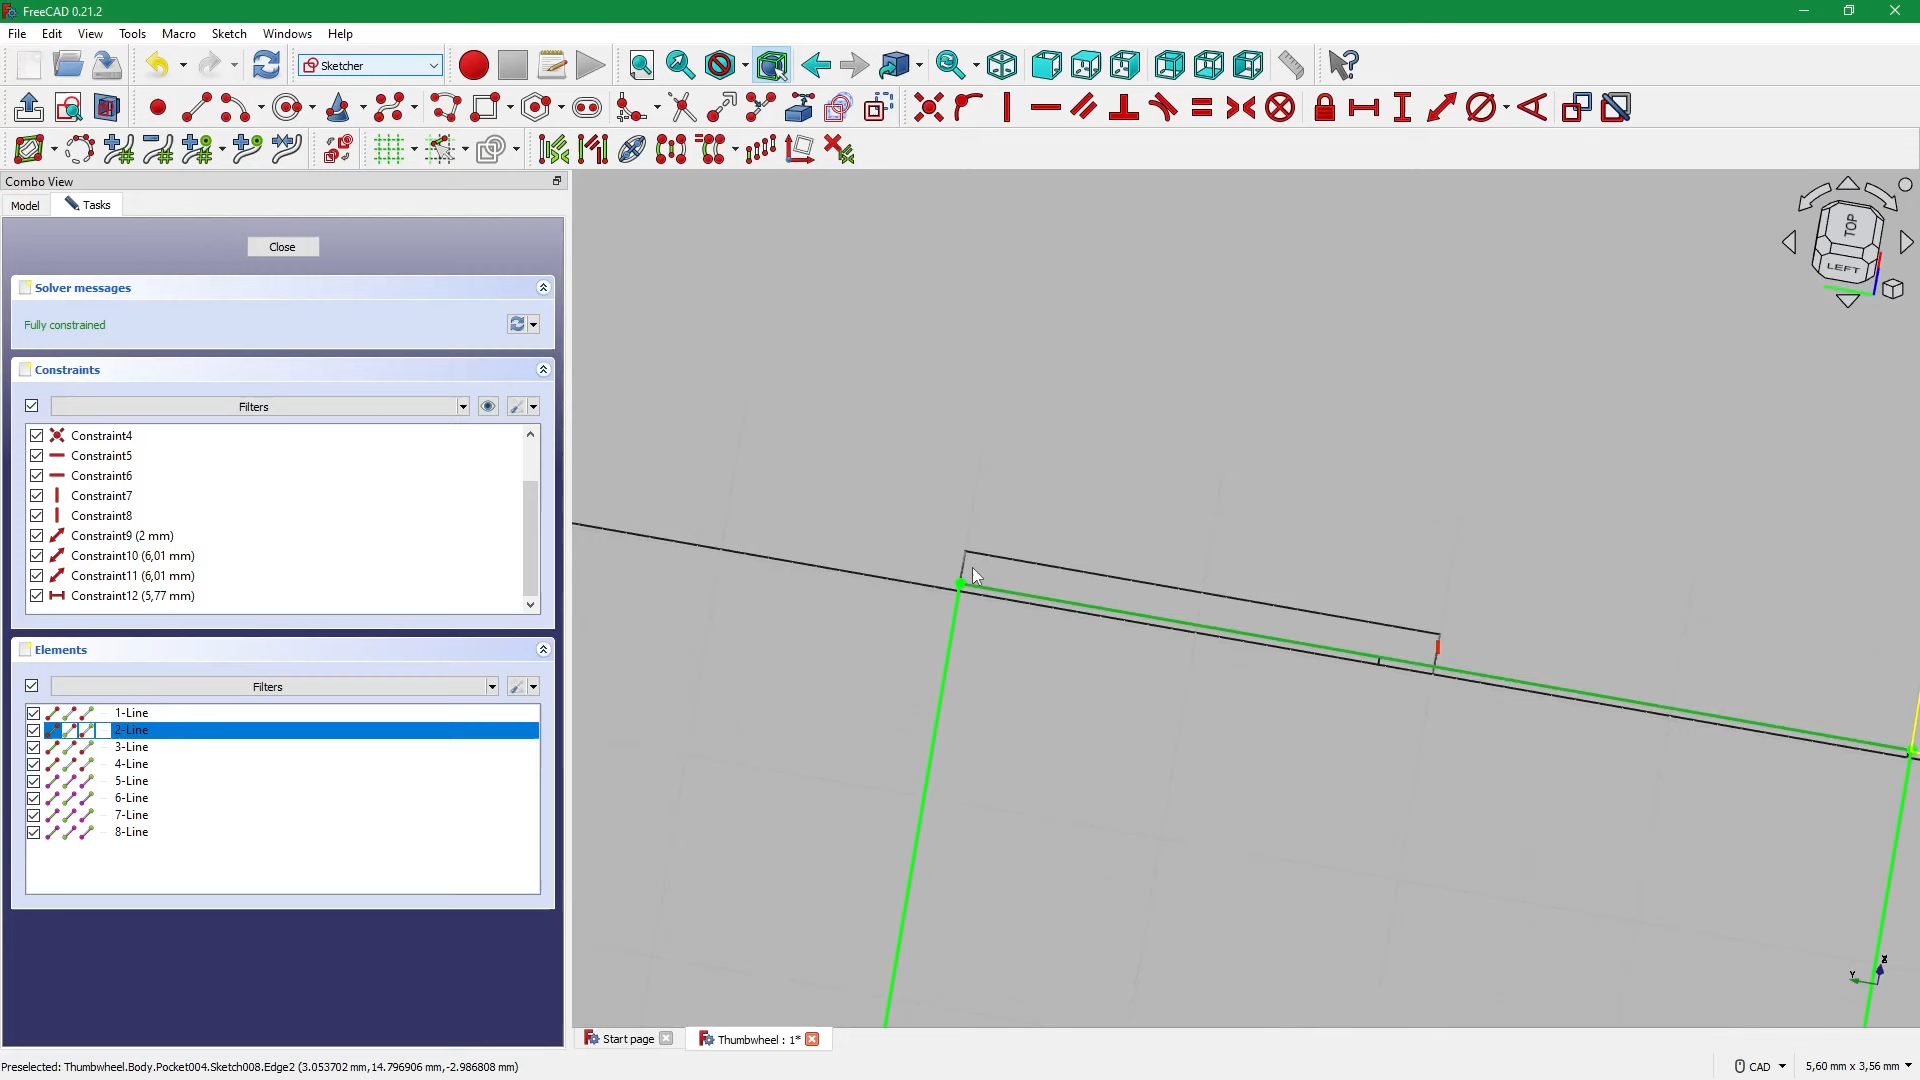 FreeCAD 0.21.2
File Edit View Tools Macro Sketch Windows Help
Sketcher
Combo View
Model Tasks
Close
Solver messages
Fully constrained
Constraints
Filters
Constraint4
Constraint5
Constraint6
Constraint7
Constraint8
Constraint9 (2 mm)
Constraint10 (6,01 mm)
Constraint11 (6,01 mm)
Constraint12 (5,77 mm)
Elements
Filters
1-Line
2-Line
3-Line
4-Line
5-Line
6-Line
7-Line
8-Line
TOP
LEFT
Y
Start page Thumbwheel : 1*
Preselected: Thumbwheel.Body.Pocket004.Sketch008.Edge2 (3.053702 mm,14.796906 mm,-2.986808 mm)
CAD 5,60 mm x 3,56 mm